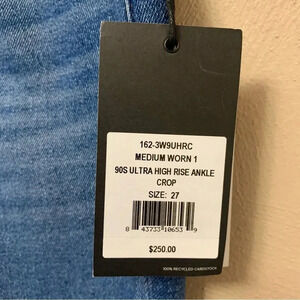 162-3W9UHRC
MEDIUM WORN 1
90S ULTRA HIGH RISE ANKLE
CROP
SIZE: 27
8 43733 10653 9
$250.00
100% RECYCLED CARDSTOCK